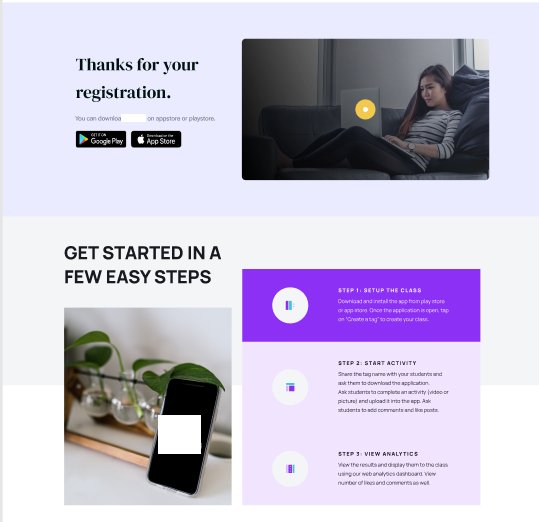 Thanks for your
registration.
You can downloa on appstore or playstore.
GET IT ON
Google Play
Download on the
App Store
GET STARTED IN A
FEW EASY STEPS
STEP 1: SETUP THE CLASS
Download and install the app from play store
or app store. Once the application is open, tap
on "Create a tag" to create your class.
STEP 2: START ACTIVITY
Share the tag name with your students and
ask them to download the application.
Ask students to complete an activity (video or
picture) and upload it into the app. Ask
students to add comments and like posts.
STEP 3: VIEW ANALYTICS
View the results and display them to the class
using our web analytics dashboard. View
number of likes and comments as well.